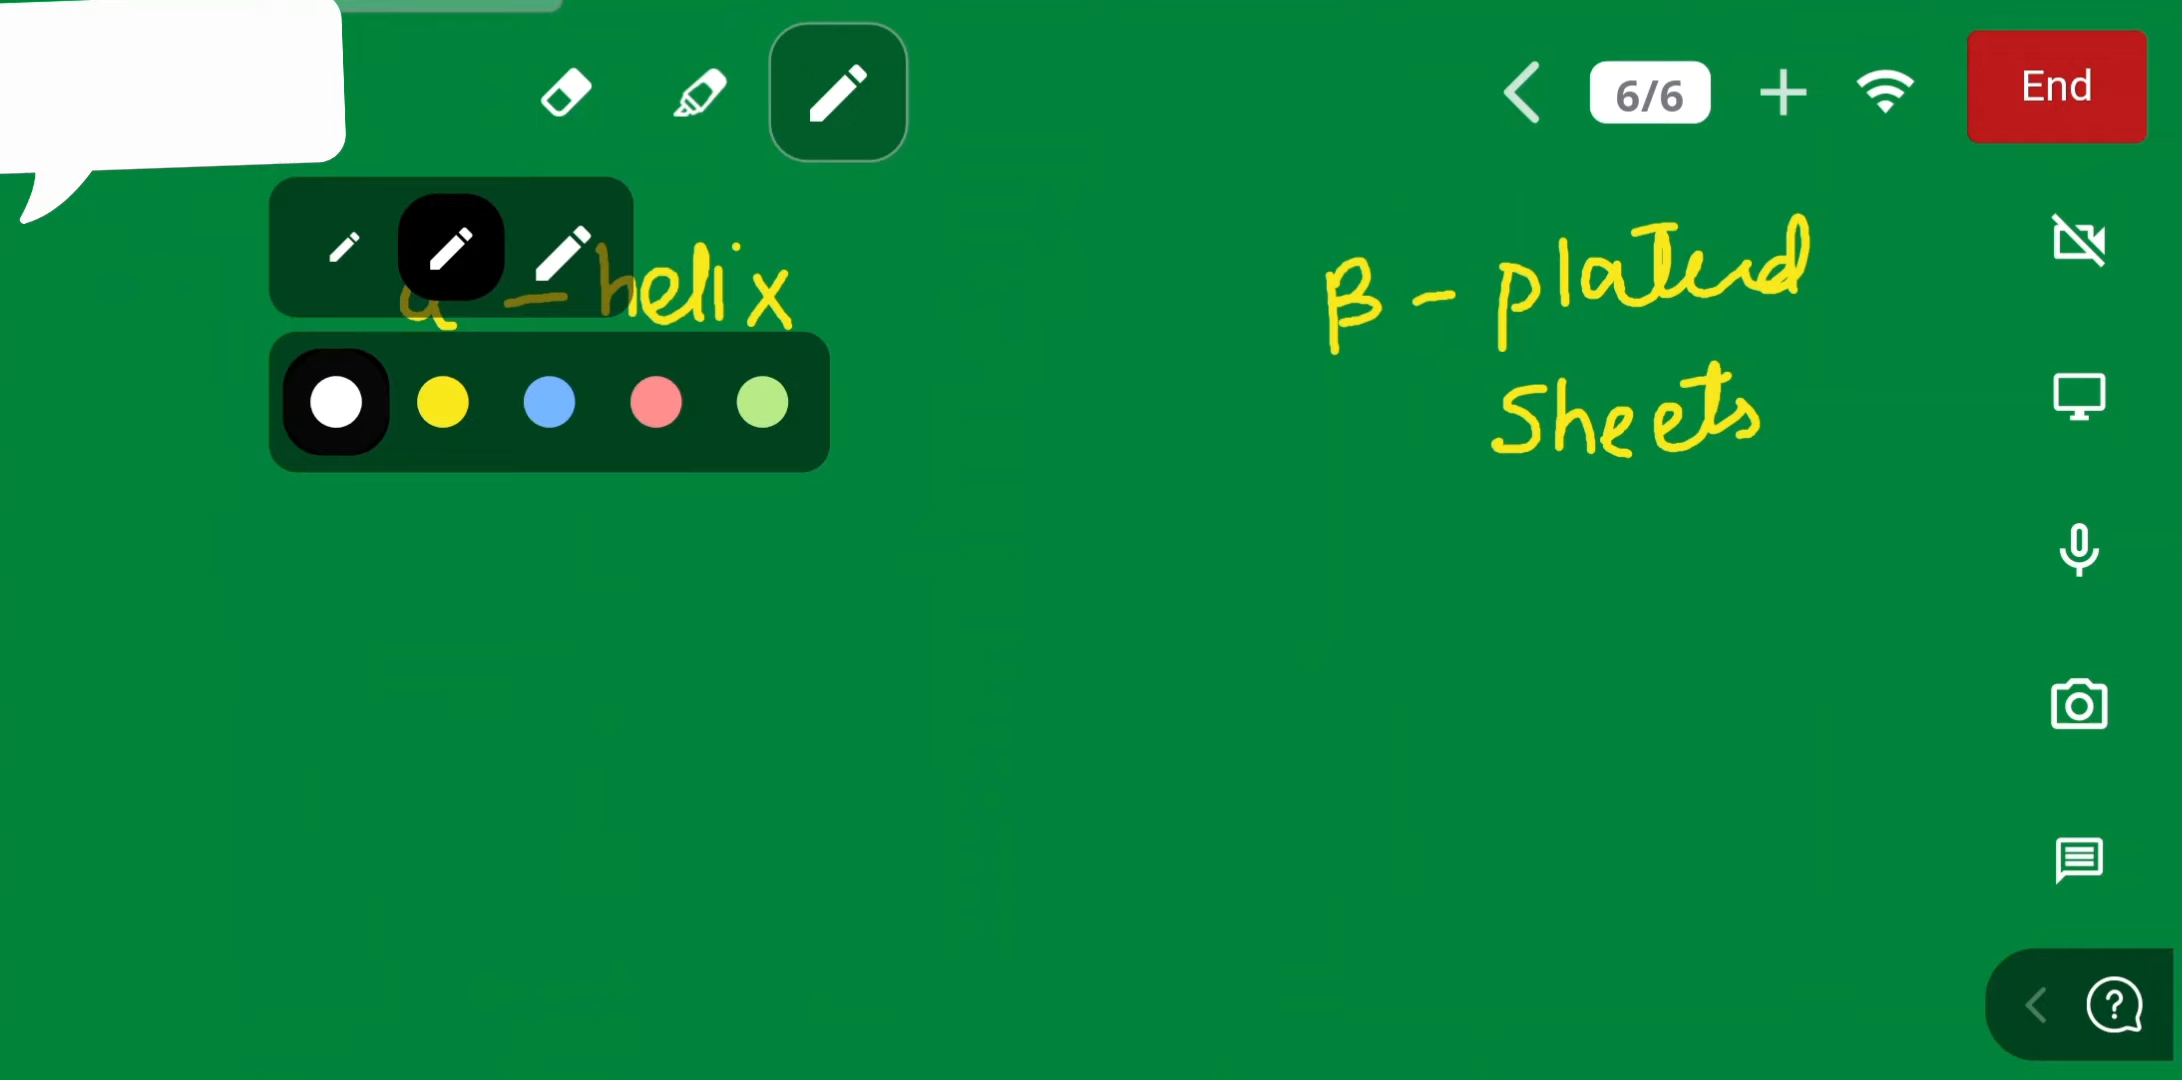 6/6
End
α - helix
β - plated
Sheets